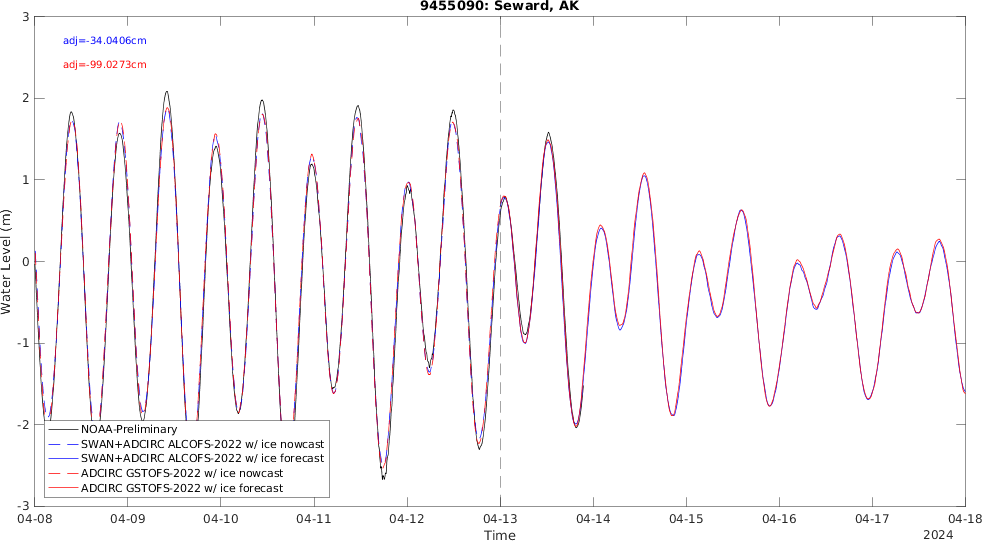 9455090: Seward, AK
adj=-34.0406cm
adj=-99.0273cm
3
2
1
0
-1
-2
-3
Water Level (m)
NOAA-Preliminary
SWAN+ADCIRC ALCOFS-2022 w/ ice nowcast
SWAN+ADCIRC ALCOFS-2022 w/ ice forecast
ADCIRC GSTOFS-2022 w/ ice nowcast
ADCIRC GSTOFS-2022 w/ ice forecast
04-08 04-09 04-10 04-11 04-12 04-13 04-14 04-15 04-16 04-17 04-18
Time
2024